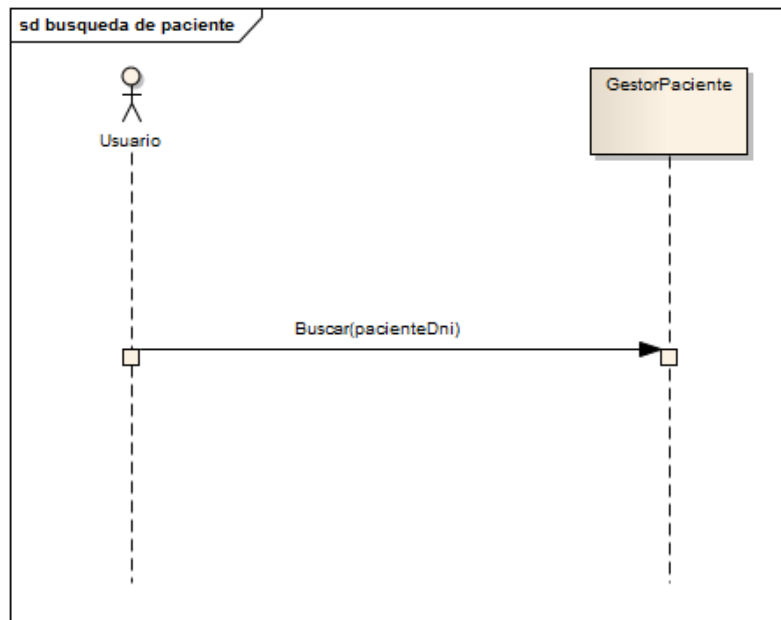 sd busqueda de paciente
Usuario
GestorPaciente
Buscar(pacienteDni)